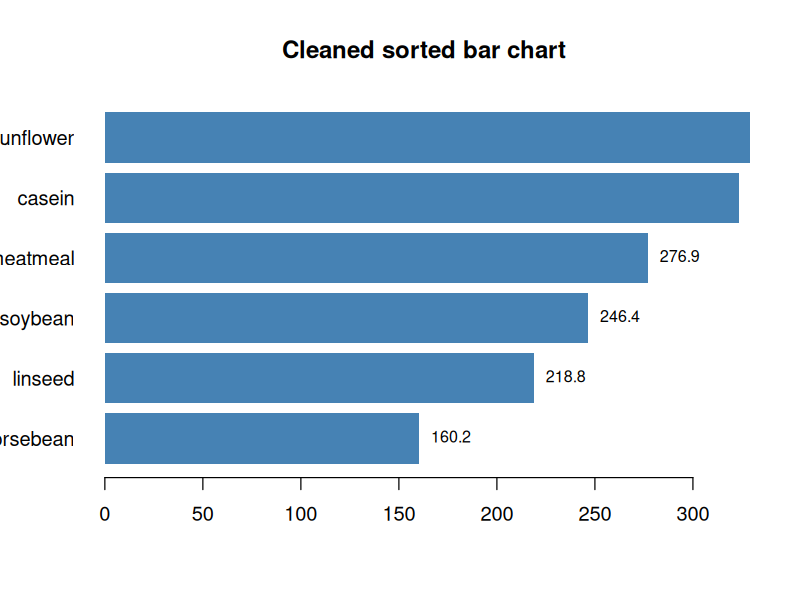 Cleaned sorted bar chart
unflower
casein
neatmeal 276.9
soybean 246.4
linseed 218.8
orsebean 160.2
0 50 100 150 200 250 300